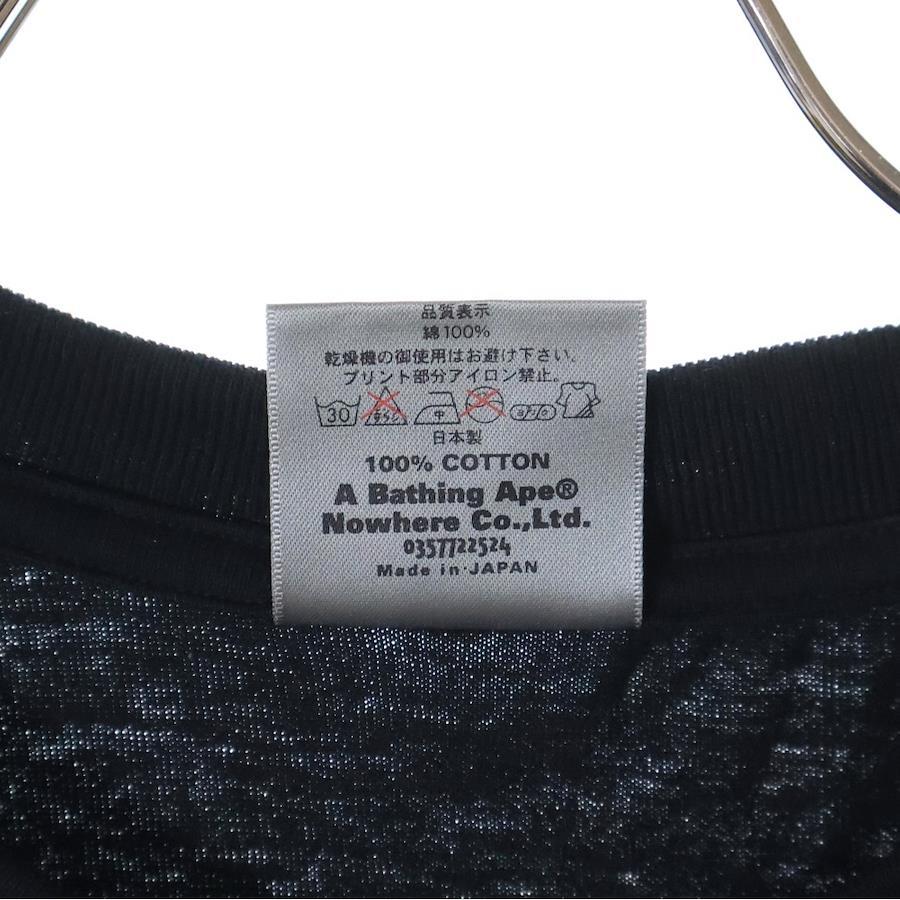 品質表示
綿100%
乾燥機の御使用はお避け下さい。
プリント部分アイロン禁止。
30 中
日本製
100% COTTON
A Bathing Ape®
Nowhere Co.,Ltd.
0357722524
Made in·JAPAN